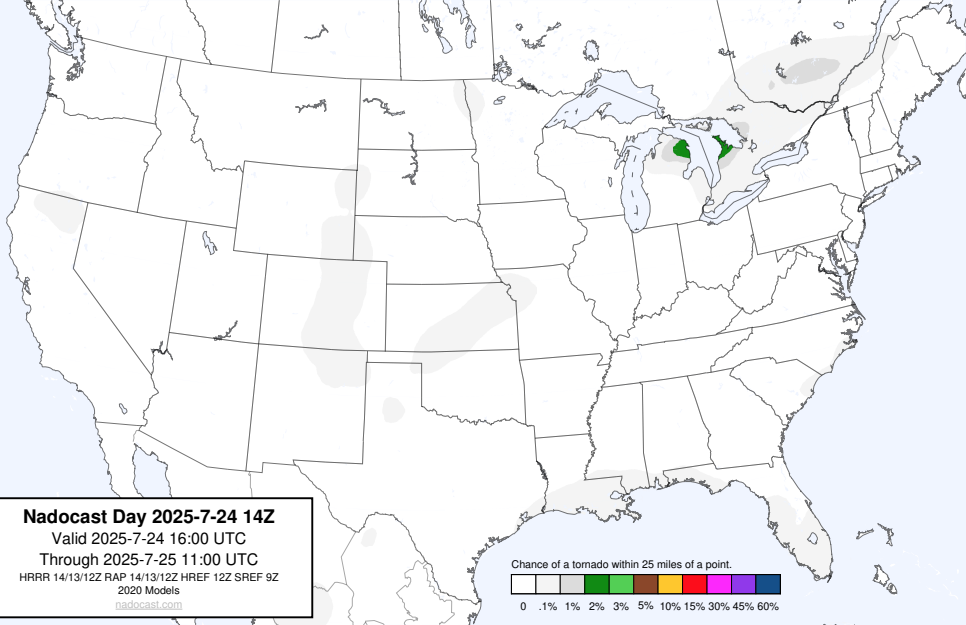 Nadocast Day 2025-7-24 14Z
Valid 2025-7-24 16:00 UTC
Through 2025-7-25 11:00 UTC
HRRR 14/13/12Z RAP 14/13/12Z HREF 12Z SREF 9Z
2020 Models
nadocast.com
Chance of a tornado within 25 miles of a point.
0 .1% 1% 2% 3% 5% 10% 15% 30% 45% 60%